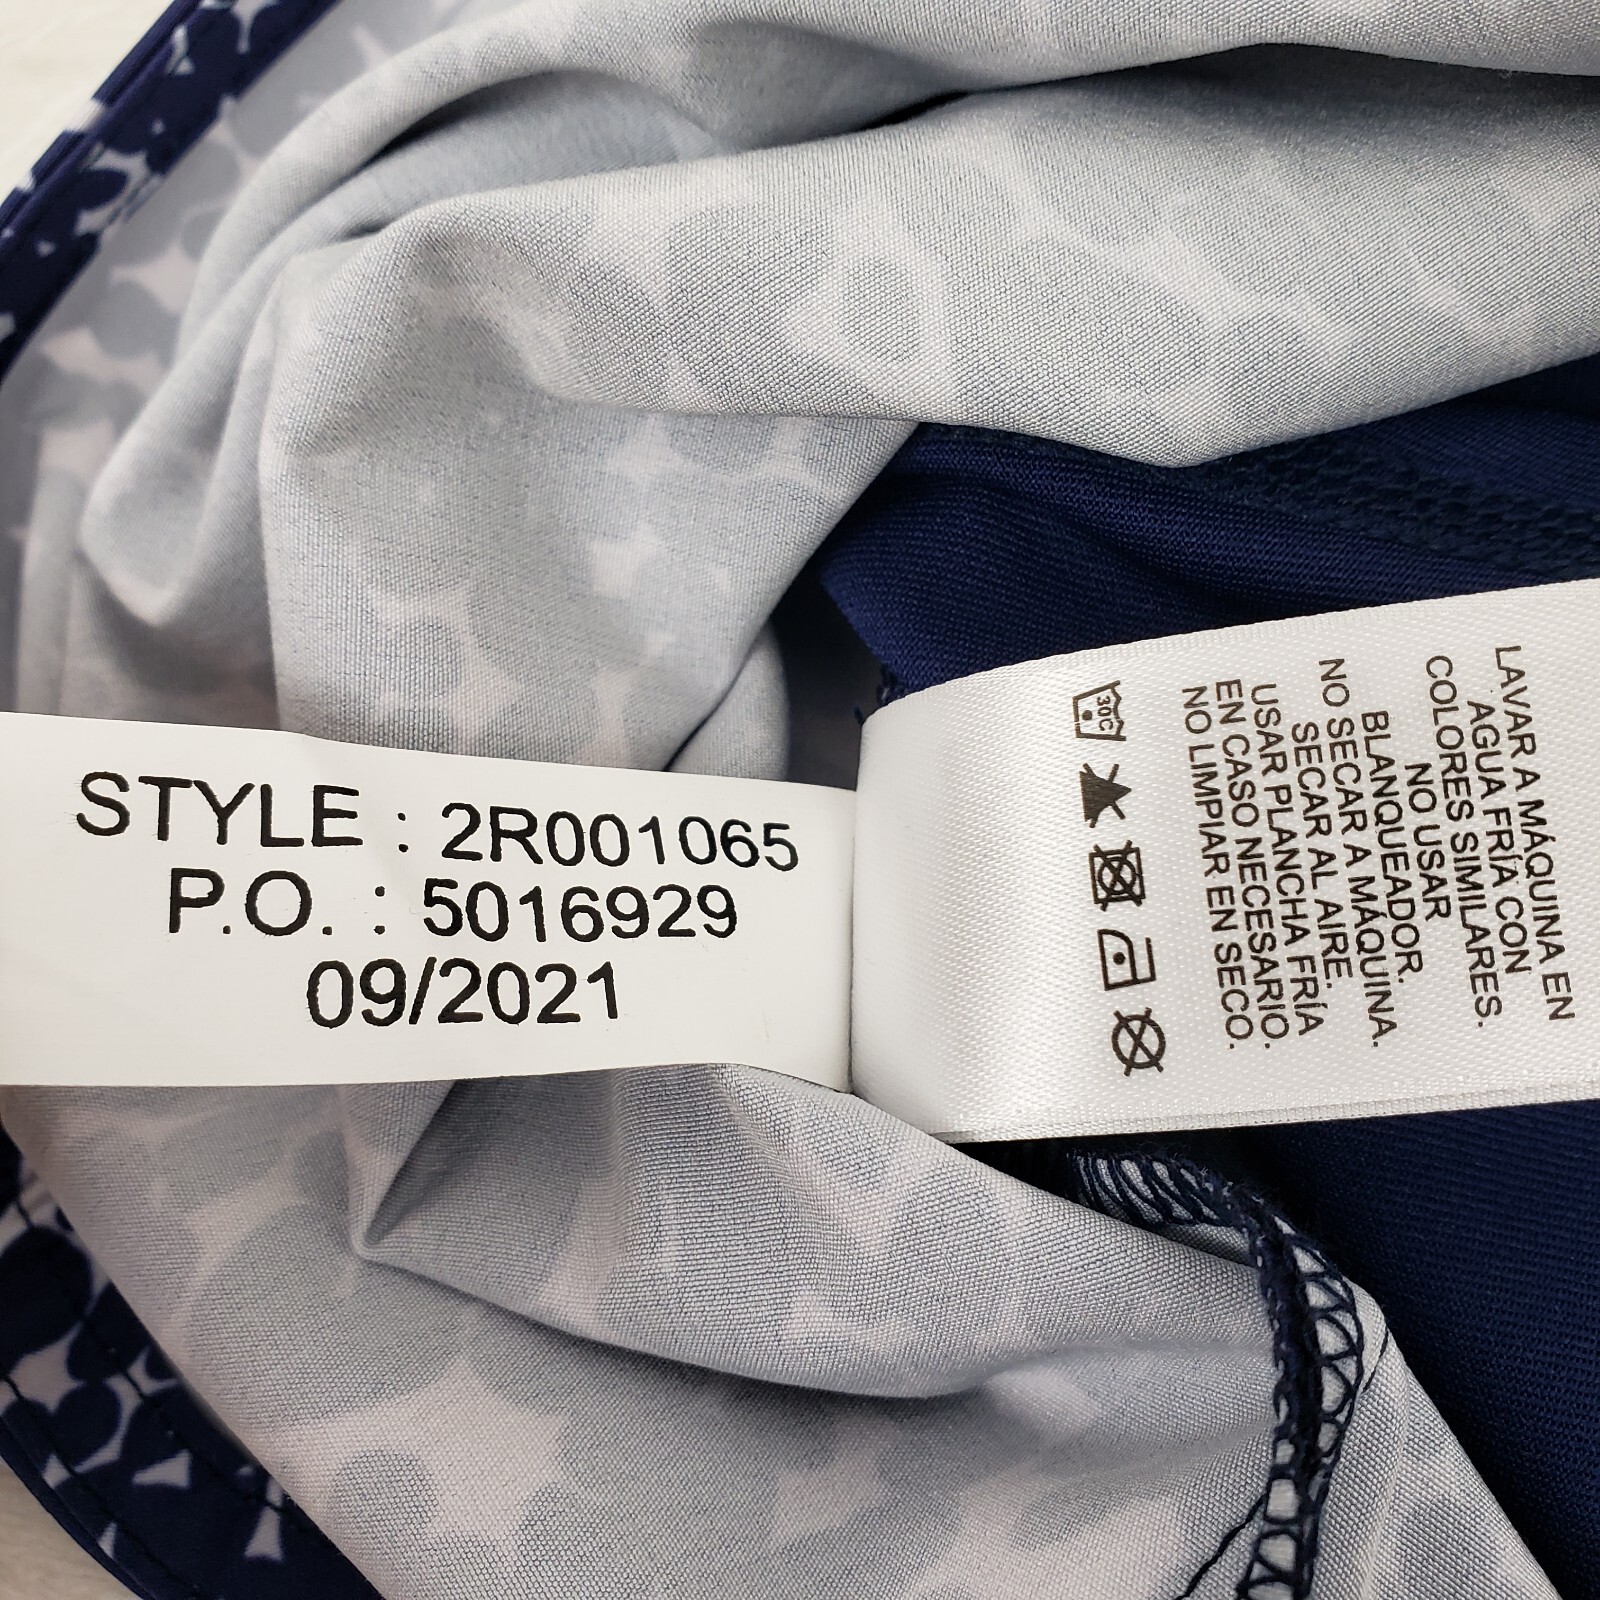 STYLE : 2R001065
P.O. : 5016929
09/2021
LAVAR A MÁQUINA EN
AGUA FRÍA CON
COLORES SIMILARES.
NO USAR
BLANQUEADOR.
NO SECAR A MÁQUINA.
SECAR AL AIRE.
USAR PLANCHA FRÍA
EN CASO NECESARIO.
NO LIMPIAR EN SECO.
30C